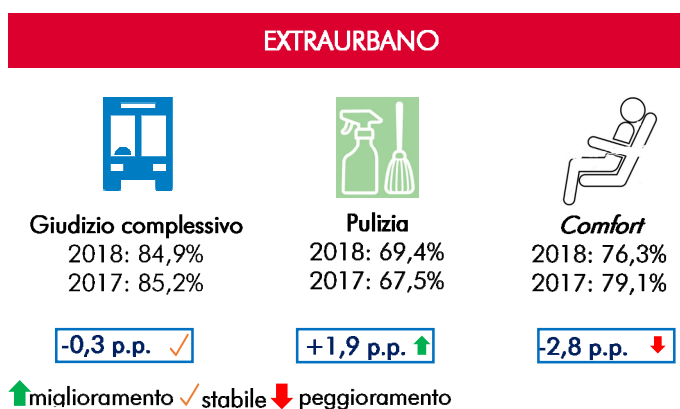 EXTRAURBANO
Giudizio complessivo
2018: 84,9%
2017: 85,2%
-0,3 p.p.
Pulizia
2018: 69,4%
2017: 67,5%
+1,9 p.p.
Comfort
2018: 76,3%
2017: 79,1%
-2,8 p.p.
miglioramento stabile peggioramento